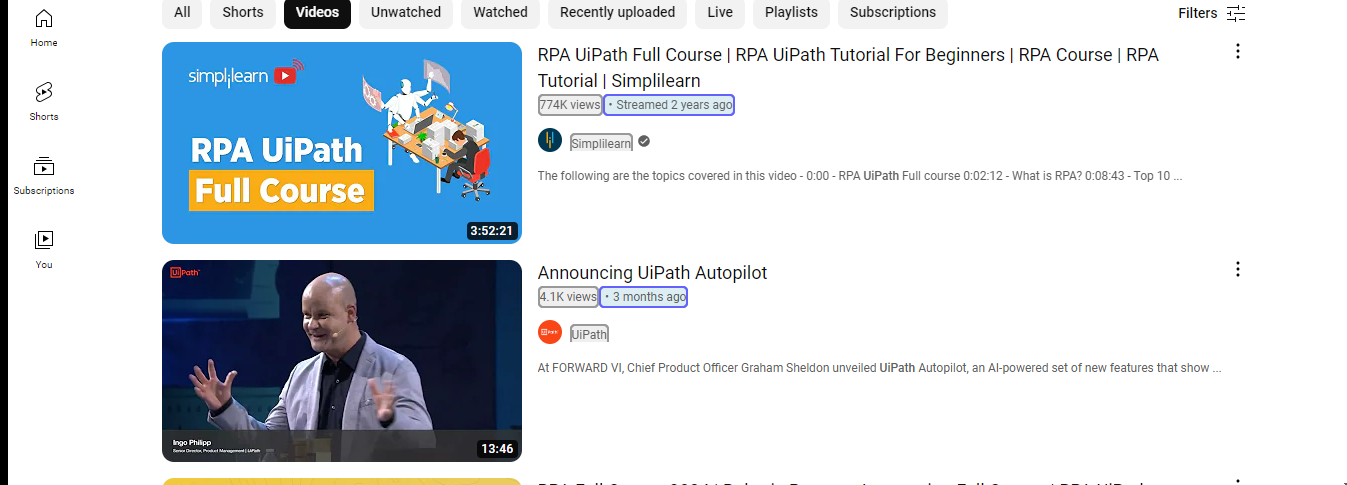 All Shorts Videos Unwatched Watched Recently uploaded Live Playlists Subscriptions Filters
Home
Shorts
Subscriptions
You
simplilearn
RPA UiPath
Full Course
3:52:21
RPA UiPath Full Course | RPA UiPath Tutorial For Beginners | RPA Course | RPA
Tutorial | Simplilearn
774K views • Streamed 2 years ago
Simplilearn
The following are the topics covered in this video - 0:00 - RPA UiPath Full course 0:02:12 - What is RPA? 0:08:43 - Top 10 ...
UiPath
Ingo Philipp
Senior Director, Product Management | UiPath
13:46
Announcing UiPath Autopilot
4.1K views • 3 months ago
UiPath
At FORWARD VI, Chief Product Officer Graham Sheldon unveiled UiPath Autopilot, an AI-powered set of new features that show ...